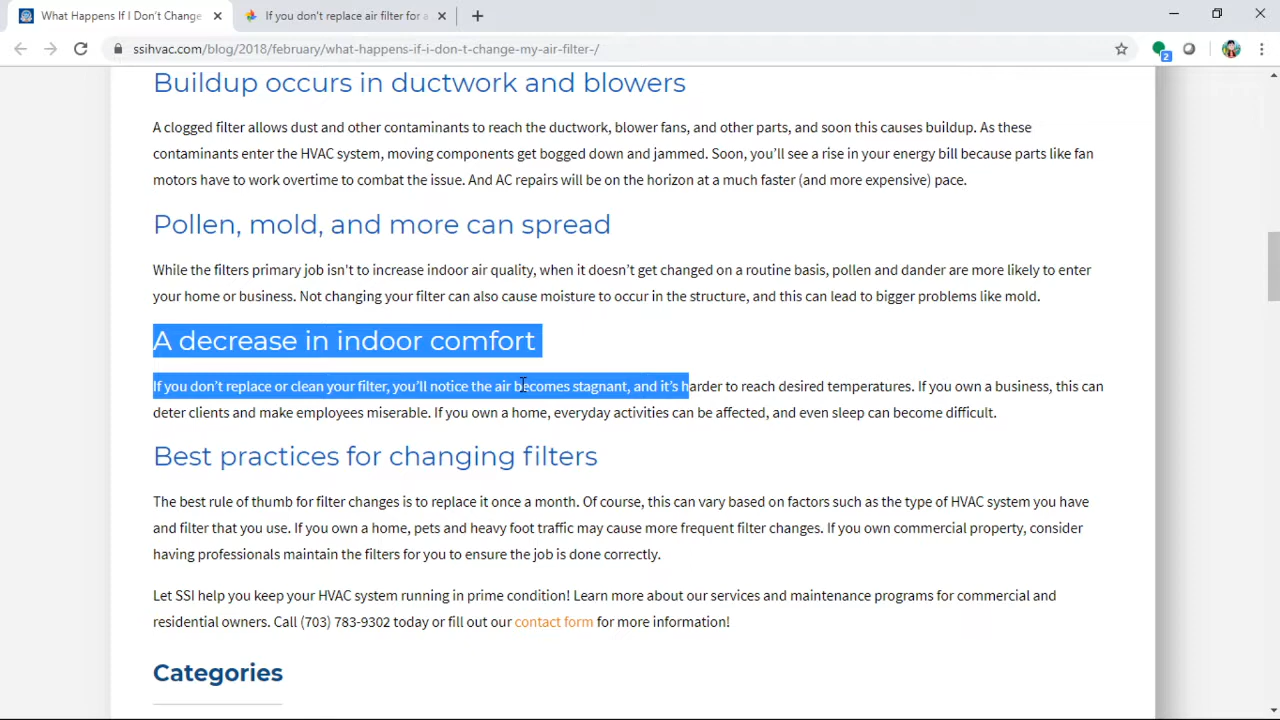 What Happens If I Don't Change
If you don't replace air filter for a
ssihvac.com/blog/2018/february/what-happens-if-i-don-t-change-my-air-filter-/
2
Buildup occurs in ductwork and blowers
A clogged filter allows dust and other contaminants to reach the ductwork, blower fans, and other parts, and soon this causes buildup. As these
contaminants enter the HVAC system, moving components get bogged down and jammed. Soon, you'll see a rise in your energy bill because parts like fan
motors have to work overtime to combat the issue. And AC repairs will be on the horizon at a much faster (and more expensive) pace.
Pollen, mold, and more can spread
While the filters primary job isn't to increase indoor air quality, when it doesn't get changed on a routine basis, pollen and dander are more likely to enter
your home or business. Not changing your filter can also cause moisture to occur in the structure, and this can lead to bigger problems like mold.
A decrease in indoor comfort
If you don't replace or clean your filter, you'll notice the air becomes stagnant, and it's harder to reach desired temperatures. If you own a business, this can
deter clients and make employees miserable. If you own a home, everyday activities can be affected, and even sleep can become difficult.
Best practices for changing filters
The best rule of thumb for filter changes is to replace it once a month. Of course, this can vary based on factors such as the type of HVAC system you have
and filter that you use. If you own a home, pets and heavy foot traffic may cause more frequent filter changes. If you own commercial property, consider
having professionals maintain the filters for you to ensure the job is done correctly.
Let SSI help you keep your HVAC system running in prime condition! Learn more about our services and maintenance programs for commercial and
residential owners. Call (703) 783-9302 today or fill out our contact form for more information!
Categories